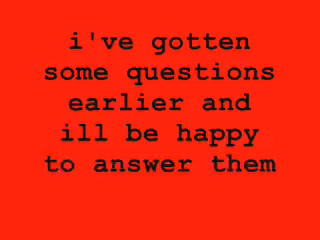 i've gotten
some questions
earlier and
ill be happy
to answer them